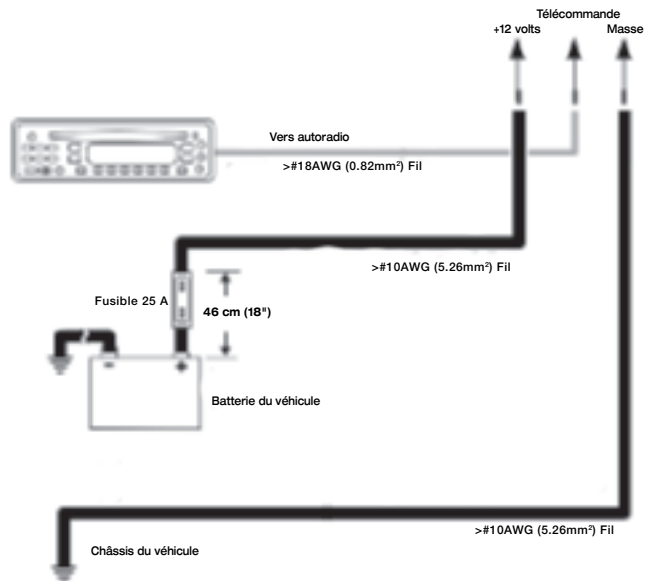 Télécommande
+12 volts
Masse
Vers autoradio
>#18AWG (0.82mm²) Fil
>#10AWG (5.26mm²) Fil
Fusible 25 A
46 cm (18")
- +
Batterie du véhicule
>#10AWG (5.26mm²) Fil
Châssis du véhicule